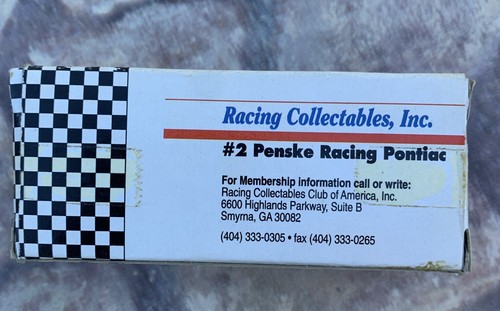 Racing Collectables, Inc.
#2 Penske Racing Pontiac
For Membership information call or write:
Racing Collectables Club of America, Inc.
6600 Highlands Parkway, Suite B
Smyrna, GA 30082
(404) 333-0305 • fax (404) 333-0265